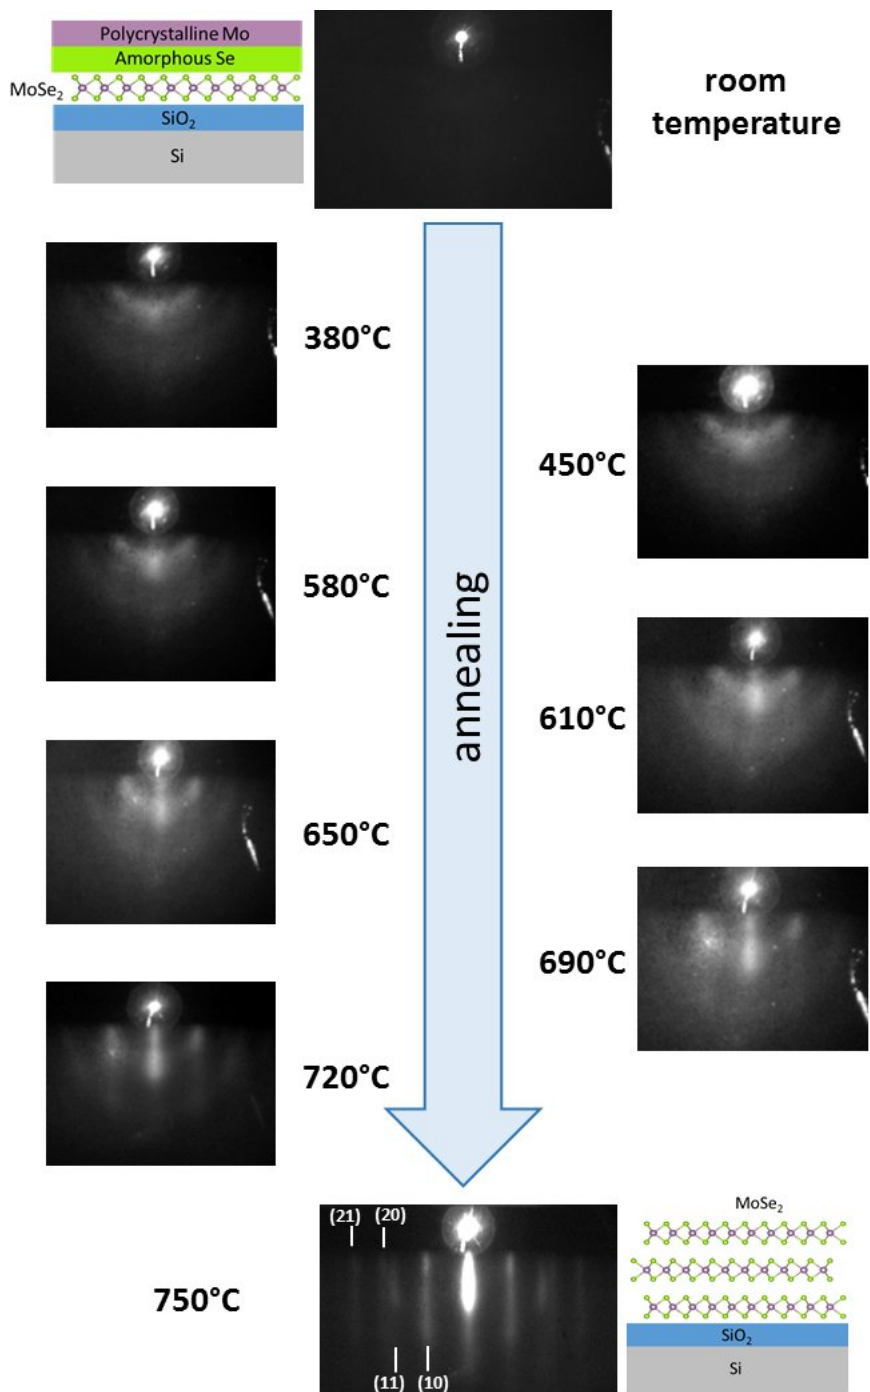 Polycrystalline Mo
Amorphous Se
MoSe₂
SiO₂
Si
room
temperature
380°C
450°C
580°C
annealing
610°C
650°C
690°C
720°C
750°C
(21) (20)
(11) (10)
MoSe₂
SiO₂
Si